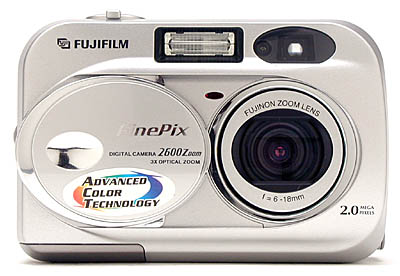 FUJIFILM
FinePix
DIGITAL CAMERA 2600Zoom
3X OPTICAL ZOOM
ADVANCED
COLOR
TECHNOLOGY
FUJINON ZOOM LENS
f=6-18mm
2.0 MEGA
PIXELS